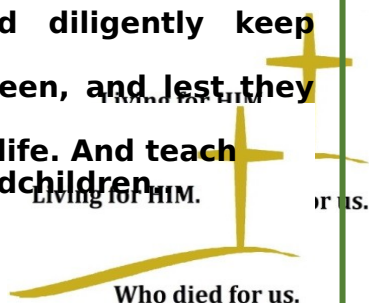 d diligently keep
een, and lest they
Living for HIM
life. And teach
dchildren...
Living for HIM.
or us.
Who died for us.